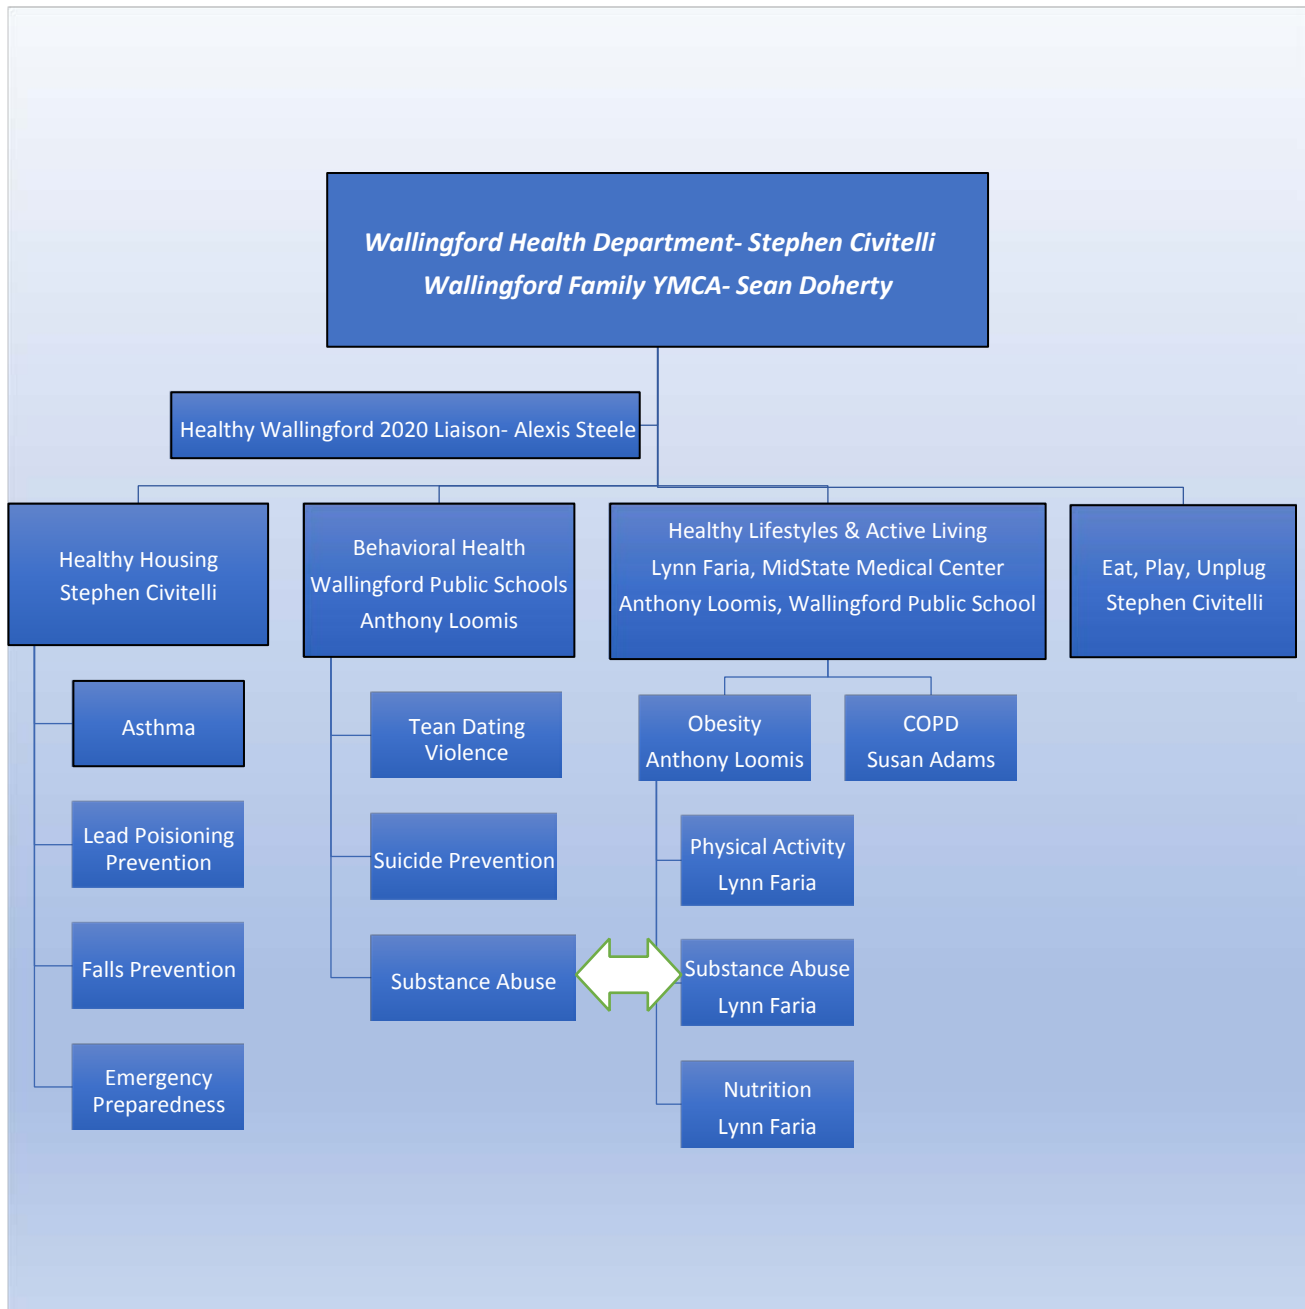 Wallingford Health Department- Stephen Civitelli
Wallingford Family YMCA- Sean Doherty
Healthy Wallingford 2020 Liaison- Alexis Steele
Healthy Housing
Stephen Civitelli
Asthma
Lead Poisioning
Prevention
Falls Prevention
Emergency
Preparedness
Behavioral Health
Wallingford Public Schools
Anthony Loomis
Tean Dating
Violence
Suicide Prevention
Substance Abuse
Healthy Lifestyles & Active Living
Lynn Faria, MidState Medical Center
Anthony Loomis, Wallingford Public School
Obesity
Anthony Loomis
Physical Activity
Lynn Faria
Substance Abuse
Lynn Faria
Nutrition
Lynn Faria
COPD
Susan Adams
Eat, Play, Unplug
Stephen Civitelli